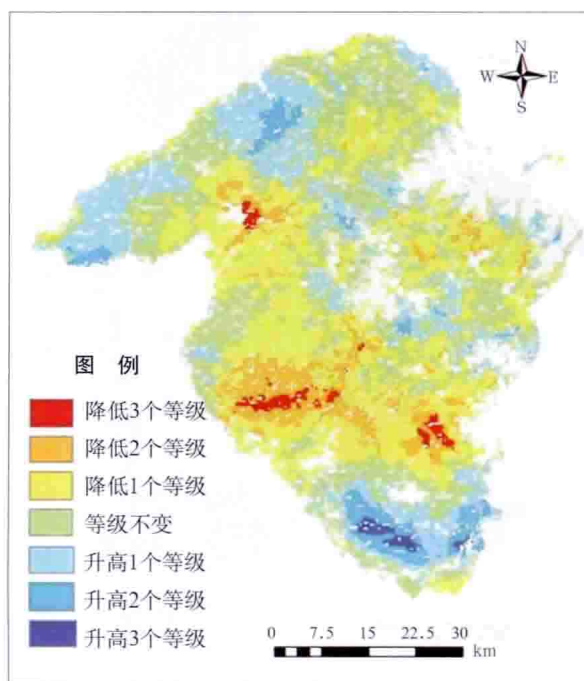 N
W E
S
图 例
降低3个等级
降低2个等级
降低1个等级
等级不变
升高1个等级
升高2个等级
升高3个等级
0 7.5 15 22.5 30
km